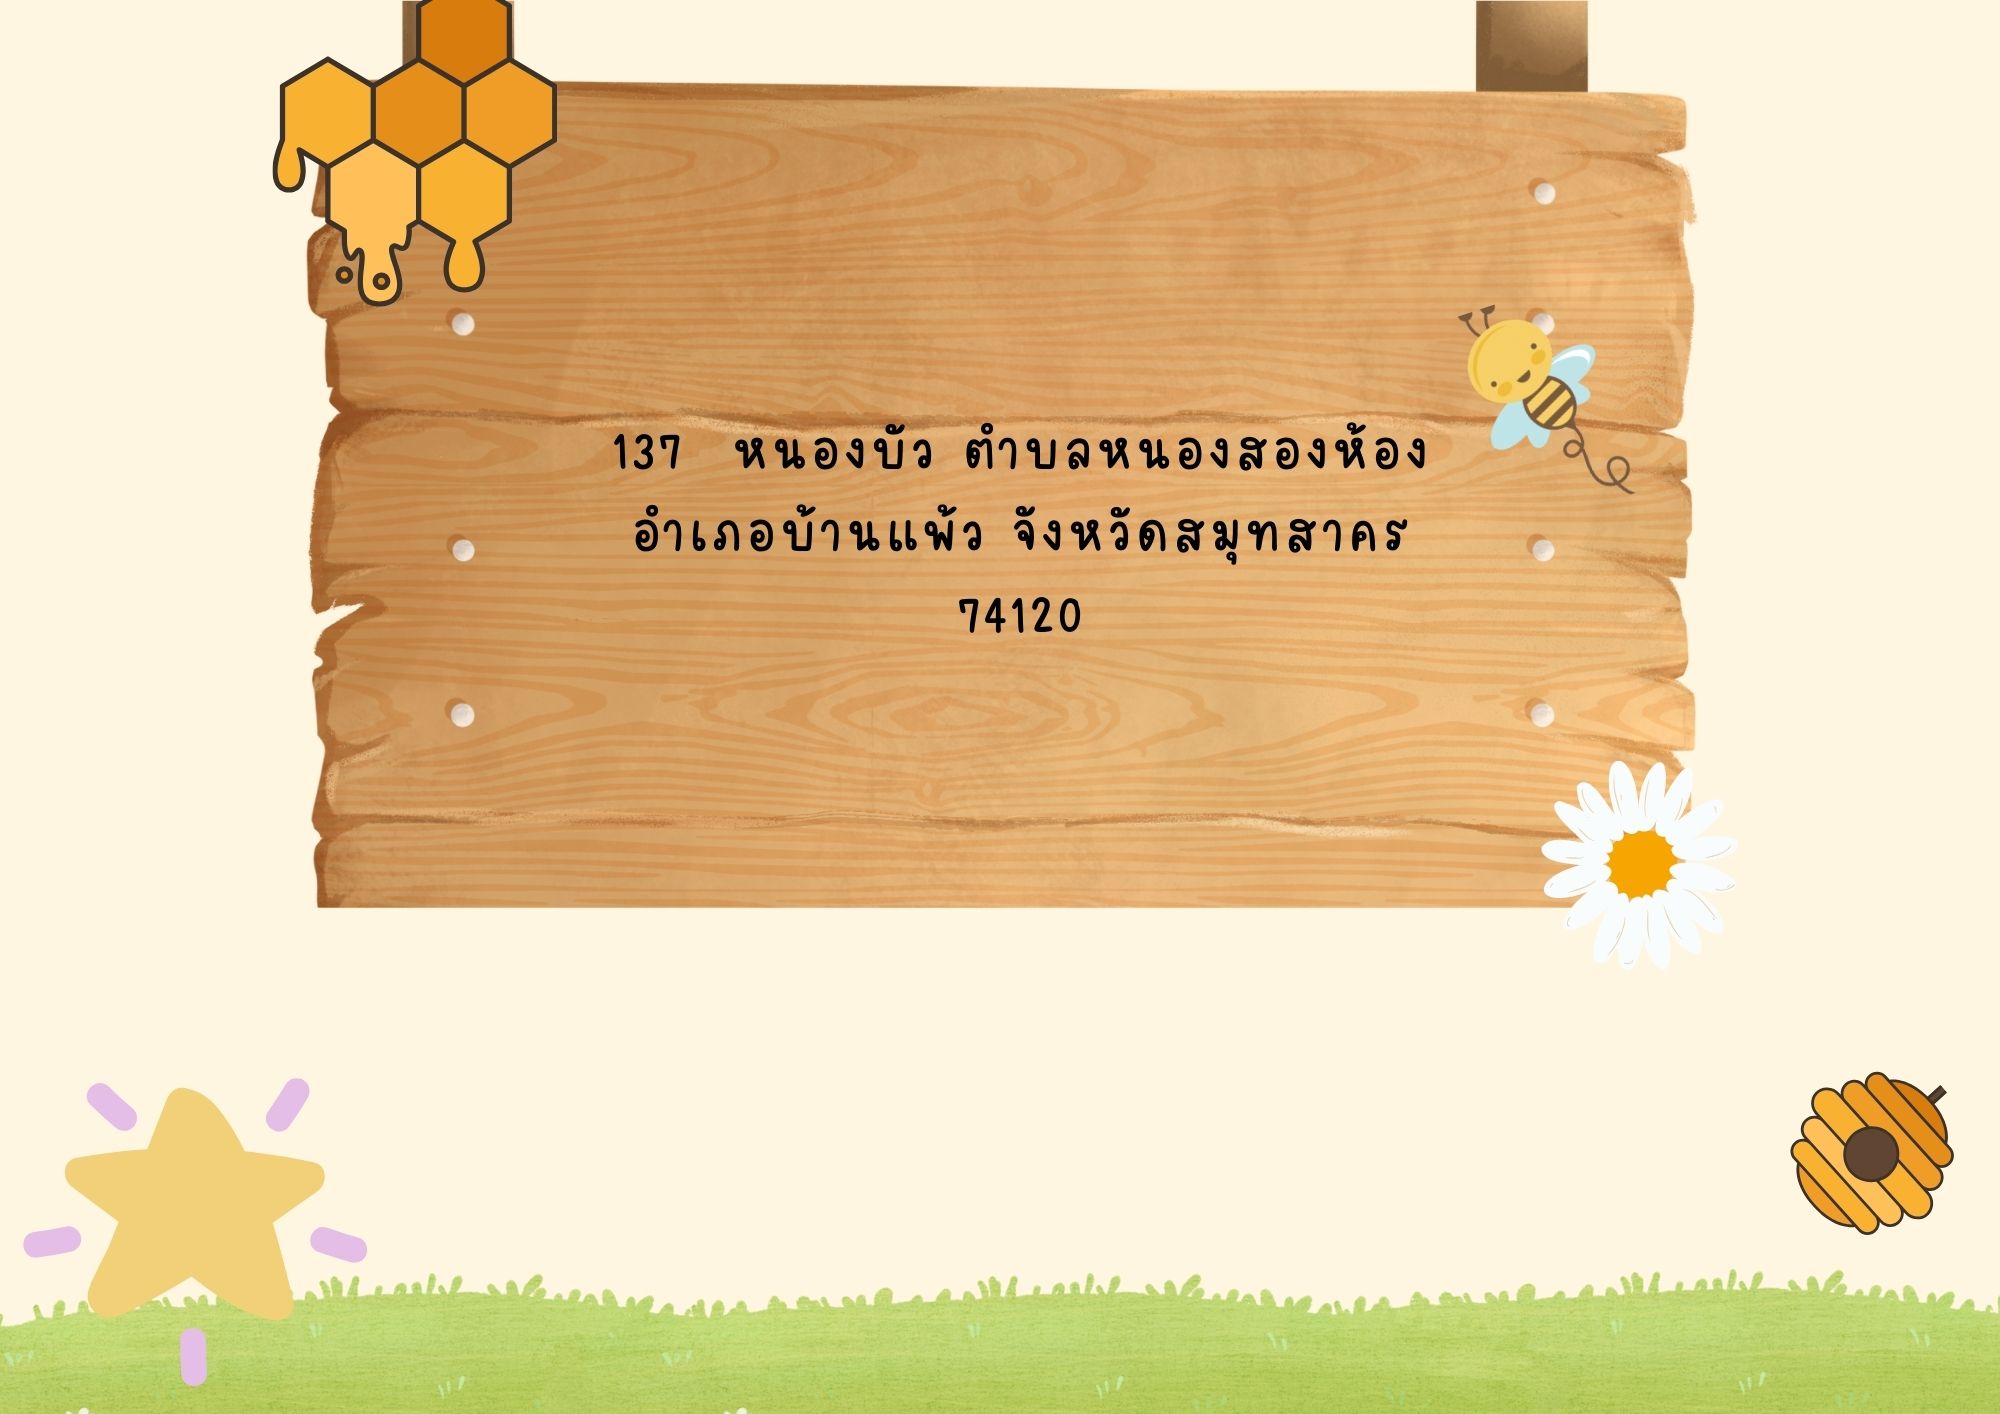 137  หนองบัว ตำบลหนองสองห้อง
อำเภอบ้านแพ้ว จังหวัดสมุทสาคร
74120